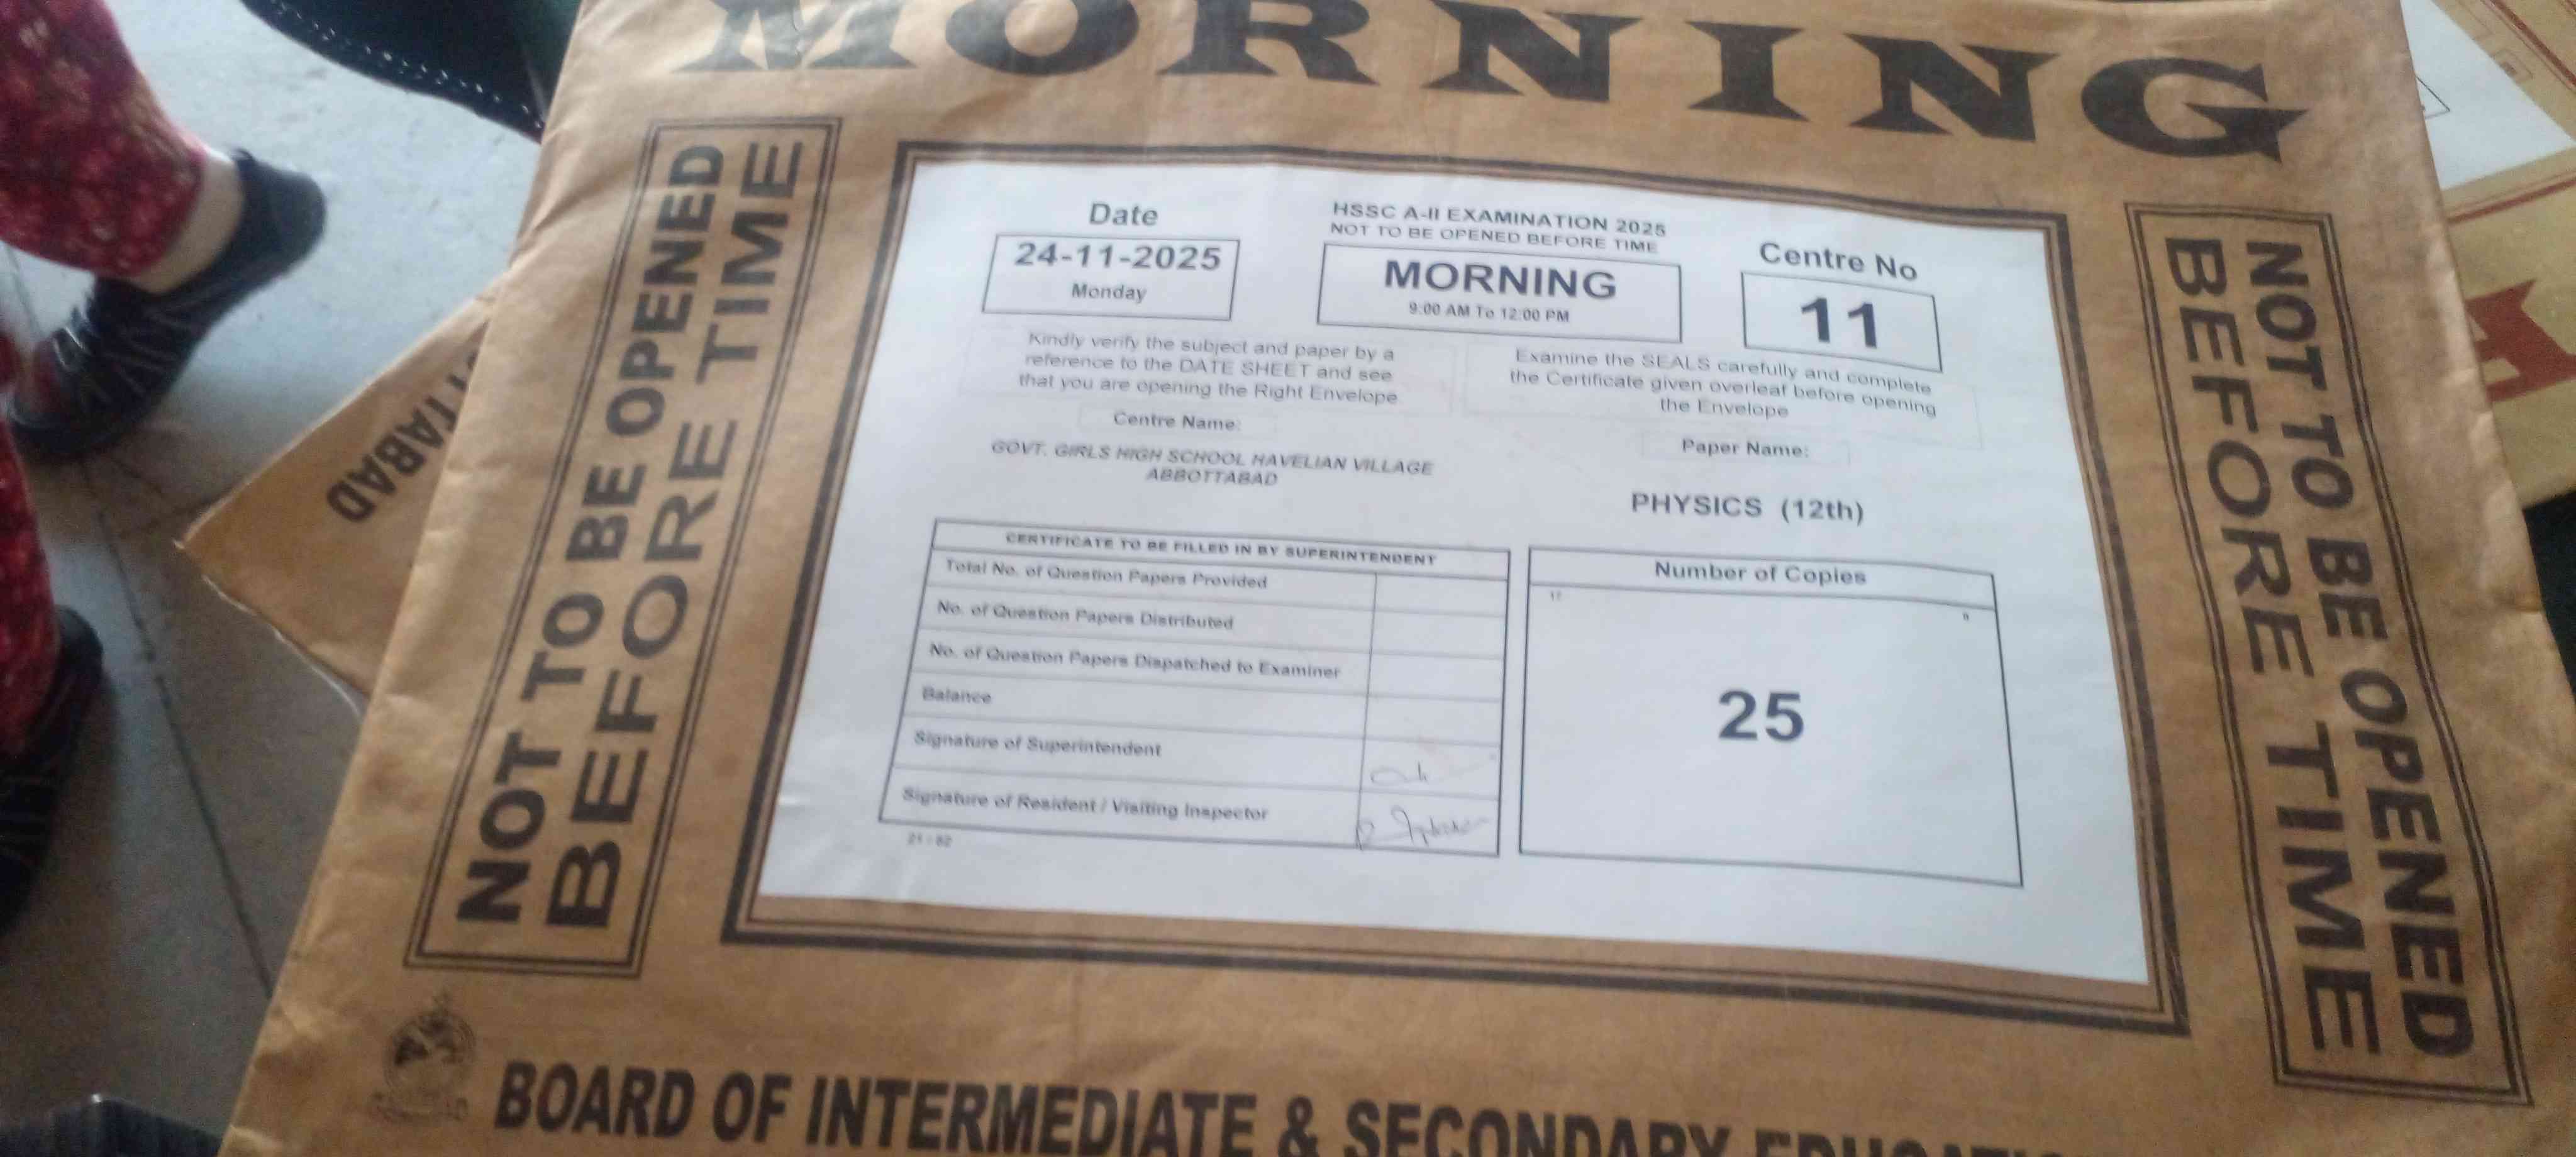 MORNING
NOT TO BE OPENED
BEFORE TIME
Date
24-11-2025
Monday
HSSC A-II EXAMINATION 2025
NOT TO BE OPENED BEFORE TIME
MORNING
9:00 AM To 12:00 PM
Centre No
11
Kindly verify the subject and paper by a
reference to the DATE SHEET and see
that you are opening the Right Envelope
Examine the SEALS carefully and complete
the Certificate given overleaf before opening
the Envelope
Centre Name:
GOVT. GIRLS HIGH SCHOOL HAVELIAN VILLAGE
ABBOTTABAD
Paper Name:
PHYSICS (12th)
CERTIFICATE TO BE FILLED IN BY SUPERINTENDENT
Total No. of Question Papers Provided
No. of Question Papers Distributed
No. of Question Papers Dispatched to Examiner
Balance
Signature of Superintendent
Signature of Resident / Visiting Inspector
Number of Copies
25
NOT TO BE OPENED
BEFORE TIME
TTABAD
BOARD OF INTERMEDIATE & SECONDARY